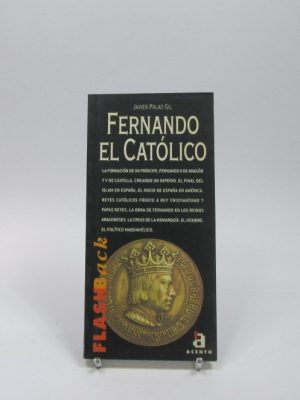 JAVIER PALAO GIL
FERNANDO
EL CATÓLICO
LA FORMACIÓN DE UN PRÍNCIPE. FERNANDO II DE ARAGÓN
Y V DE CASTILLA. CREANDO UN IMPERIO. EL FINAL DEL
ISLAM EN ESPAÑA. EL INICIO DE ESPAÑA EN AMÉRICA.
REYES CATÓLICOS FRENTE A REY CRISTIANÍSIMO Y
PAPAS REYES. LA OBRA DE FERNANDO EN LOS REINOS
ARAGONESES. LA CRISIS DE LA MONARQUÍA. EL HOMBRE.
EL POLÍTICO MAQUIAVÉLICO.
FLASHBack
a
ACENTO